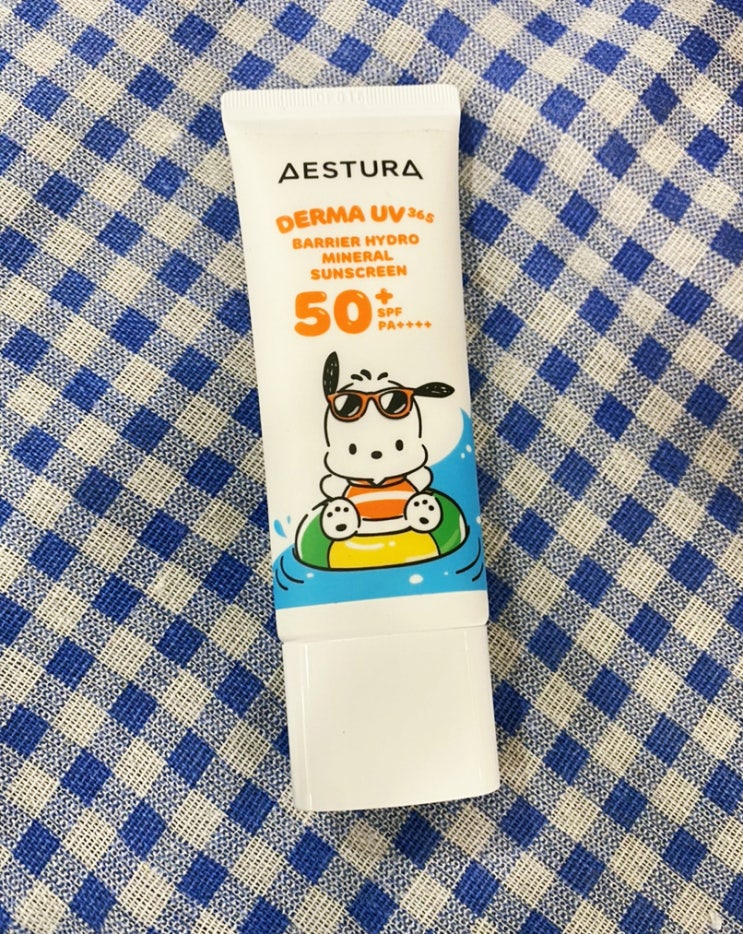 AESTURA
DERMA UV 365
BARRIER HYDRO
MINERAL
SUNSCREEN
50+
SPF
PA++++